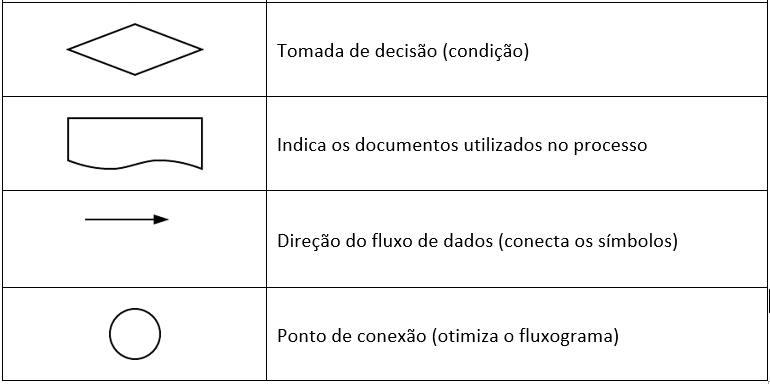 Tomada de decisão (condição)
Indica os documentos utilizados no processo
Direção do fluxo de dados (conecta os símbolos)
Ponto de conexão (otimiza o fluxograma)